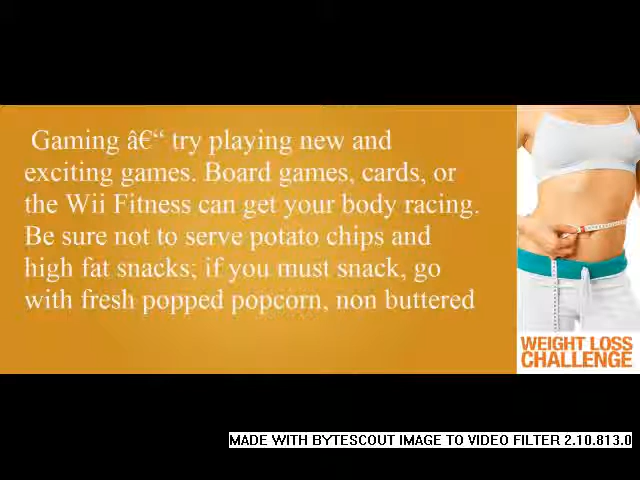 Gaming â€“ try playing new and
exciting games. Board games, cards, or
the Wii Fitness can get your body racing.
Be sure not to serve potato chips and
high fat snacks; if you must snack, go
with fresh popped popcorn, non buttered
WEIGHT LOSS
CHALLENGE
MADE WITH BYTESCOUT IMAGE TO VIDEO FILTER 2.10.813.0